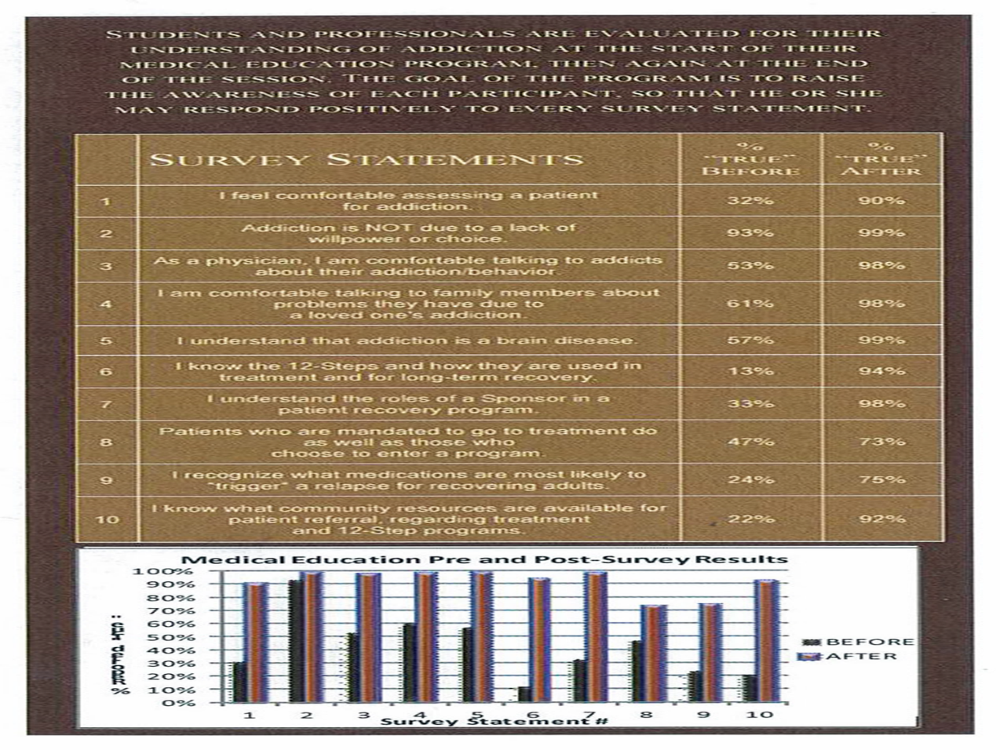 STUDENTS AND PROFESSIONALS ARE EVALUATED FOR THEIR
UNDERSTANDING OF ADDICTION AT THE START OF THEIR
MEDICAL EDUCATION PROGRAM, THEN AGAIN AT THE END
OF THE SESSION. THE GOAL OF THE PROGRAM IS TO RAISE
THE AWARENESS OF EACH PARTICIPANT, SO THAT HE OR SHE
MAY RESPOND POSITIVELY TO EVERY SURVEY STATEMENT.
SURVEY STATEMENTS
%
"TRUE"
BEFORE
%
"TRUE"
AFTER
1
I feel comfortable assessing a patient
for addiction.
32%
90%
2
Addiction is NOT due to a lack of
willpower or choice.
93%
99%
3
As a physician, I am comfortable talking to addicts
about their addiction/behavior.
53%
98%
4
I am comfortable talking to family members about
problems they have due to
a loved one's addiction.
61%
98%
5
I understand that addiction is a brain disease.
57%
99%
6
I know the 12-Steps and how they are used in
treatment and for long-term recovery.
13%
94%
7
I understand the roles of a Sponsor in a
patient recovery program.
33%
98%
8
Patients who are mandated to go to treatment do
as well as those who
choose to enter a program.
47%
73%
9
I recognize what medications are most likely to
"trigger" a relapse for recovering adults.
24%
75%
10
I know what community resources are available for
patient referral, regarding treatment
and 12-Step programs.
22%
92%
Medical Education Pre and Post-Survey Results
100%
90%
80%
70%
60%
50%
40%
30%
20%
10%
0%
%
1 2 3 4 5 6 7 8 9 10
Survey Statement #
BEFORE
AFTER